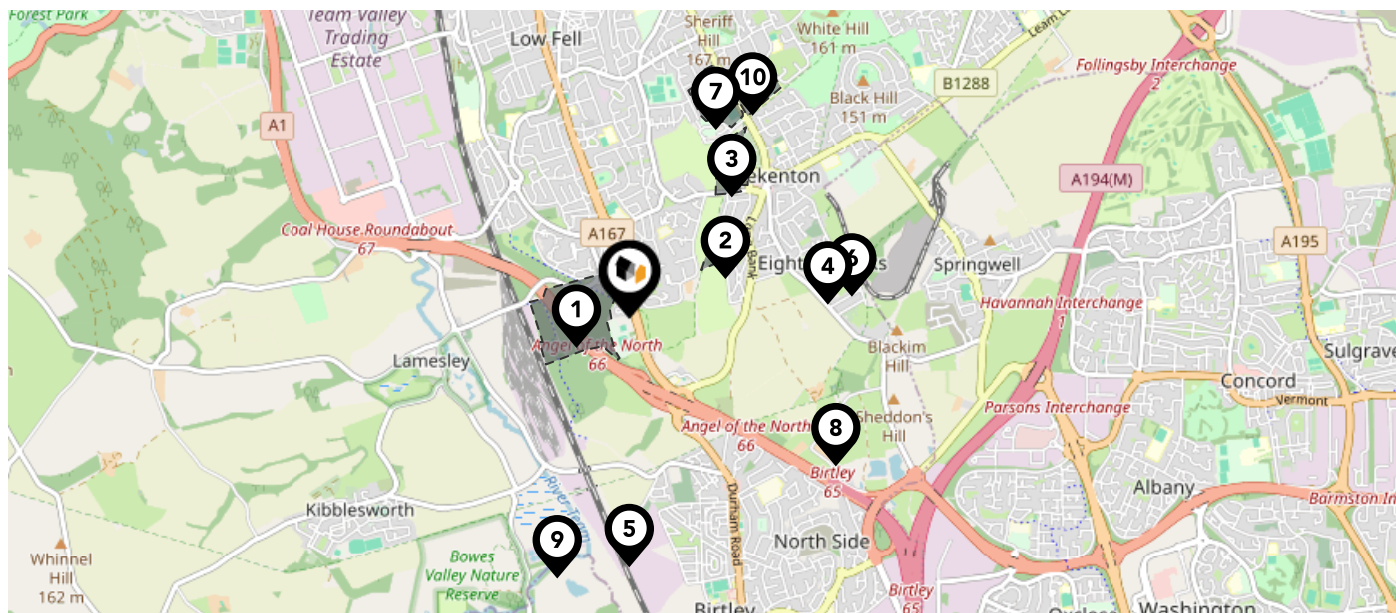 Forest Park
Team Valley
Trading
Estate
Low Fell
Sheriff
Hill
167 m
White Hill
161 m
Black Hill
151 m
B1288
Follingsby Interchange
2
A1
7
10
3
ekenton
A194(M)
Coal House Roundabout
67
A167
2
4
6
Springwell
A195
Havannah Interchange
1
1
Angel of the North
66
Lamesley
Blackim
Hill
Sulgrave
Concord
Vermont
Parsons Interchange
Sheddon's
Hill
Angel of the North
66
8
Birtley
65
Albany
Barmston In
Kibblesworth
Durham Road
North Side
9
5
Whinnel
Hill
162 m
Bowes
Valley Nature
Reserve
Birtley
65
Birtley
Washington